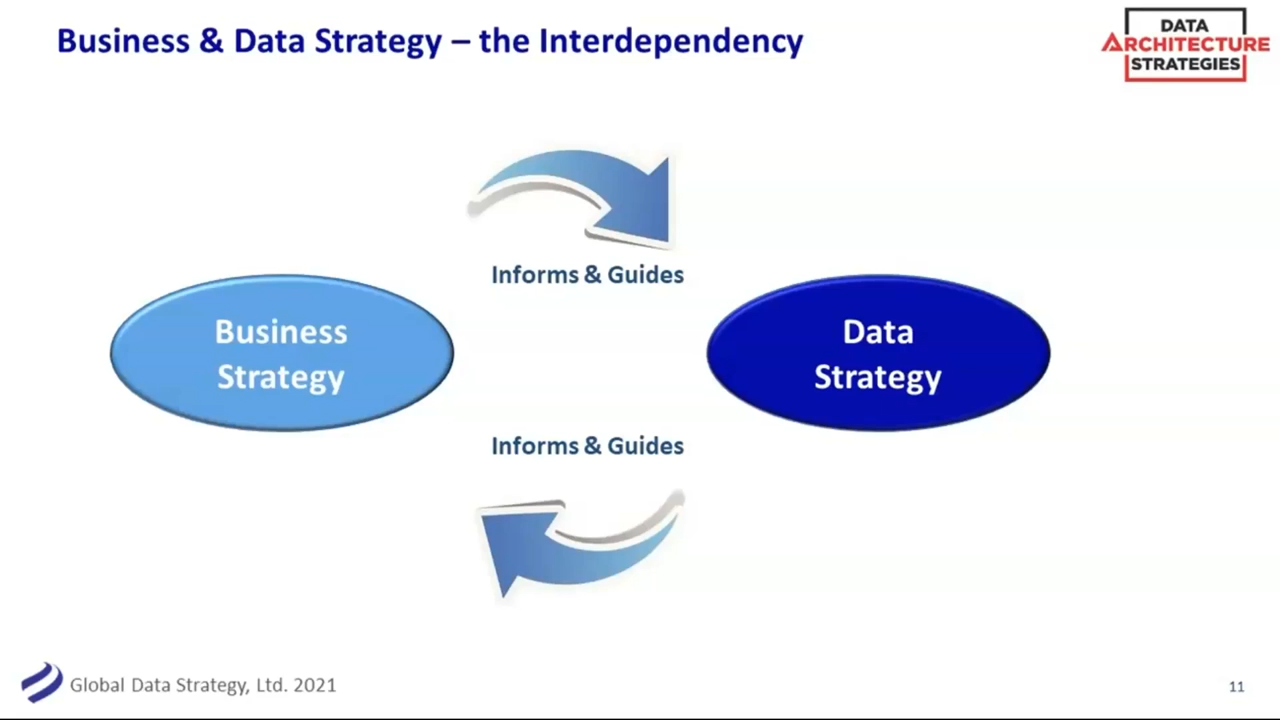 Business & Data Strategy – the Interdependency
DATA
ARCHITECTURE
STRATEGIES
Informs & Guides
Business
Strategy
Data
Strategy
Informs & Guides
Global Data Strategy, Ltd. 2021
11